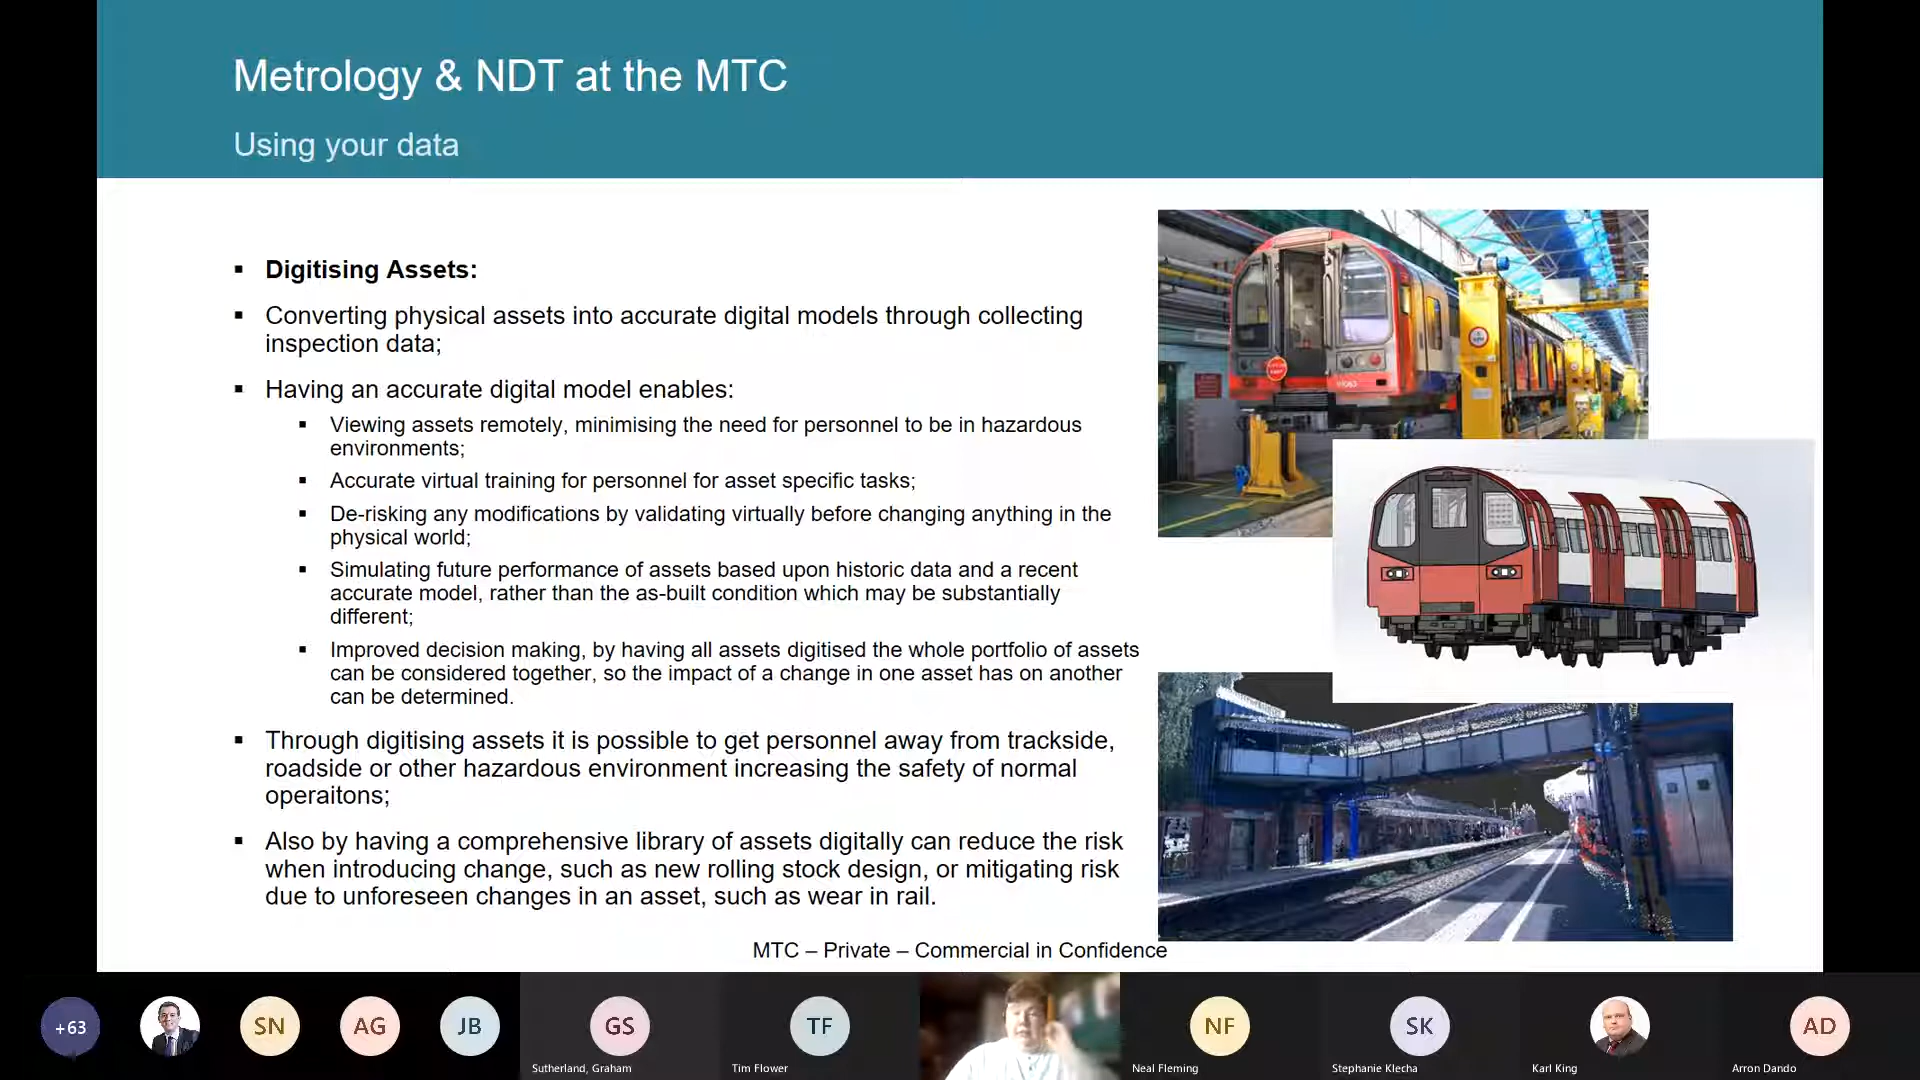 Metrology & NDT at the MTC
Using your data
Digitising Assets:
Converting physical assets into accurate digital models through collecting
inspection data;
Having an accurate digital model enables:
Viewing assets remotely, minimising the need for personnel to be in hazardous
environments;
Accurate virtual training for personnel for asset specific tasks;
De-risking any modifications by validating virtually before changing anything in the
physical world;
Simulating future performance of assets based upon historic data and a recent
accurate model, rather than the as-built condition which may be substantially
different;
Improved decision making, by having all assets digitised the whole portfolio of assets
can be considered together, so the impact of a change in one asset has on another
can be determined.
Through digitising assets it is possible to get personnel away from trackside,
roadside or other hazardous environment increasing the safety of normal
operaitons;
Also by having a comprehensive library of assets digitally can reduce the risk
when introducing change, such as new rolling stock design, or mitigating risk
due to unforeseen changes in an asset, such as wear in rail.
MTC – Private – Commercial in Confidence
+63
SN
AG
JB
GS
TF
NF
SK
AD
Sutherland, Graham
Tim Flower
Neal Fleming
Stephanie Klecha
Karl King
Arron Dando